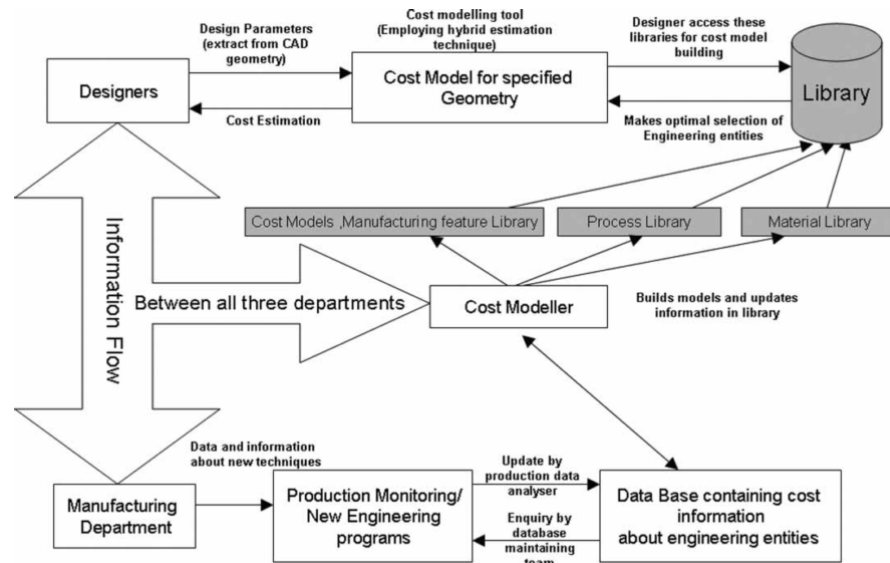 Design Parameters
(extract from CAD
geometry)
Cost modelling tool
(Employing hybrid estimation
technique)
Designer access these
libraries for cost model
building
Designers
Cost Model for specified
Geometry
Library
Cost Estimation
Makes optimal selection of
Engineering entities
Cost Models ,Manufacturing feature Library
Process Library
Material Library
Information Flow
Between all three departments
Cost Modeller
Builds models and updates
information in library
Data and information
about new techniques
Update by
production data
analyser
Manufacturing
Department
Production Monitoring/
New Engineering
programs
Data Base containing cost
information
about engineering entities
Enquiry by
database
maintaining
team